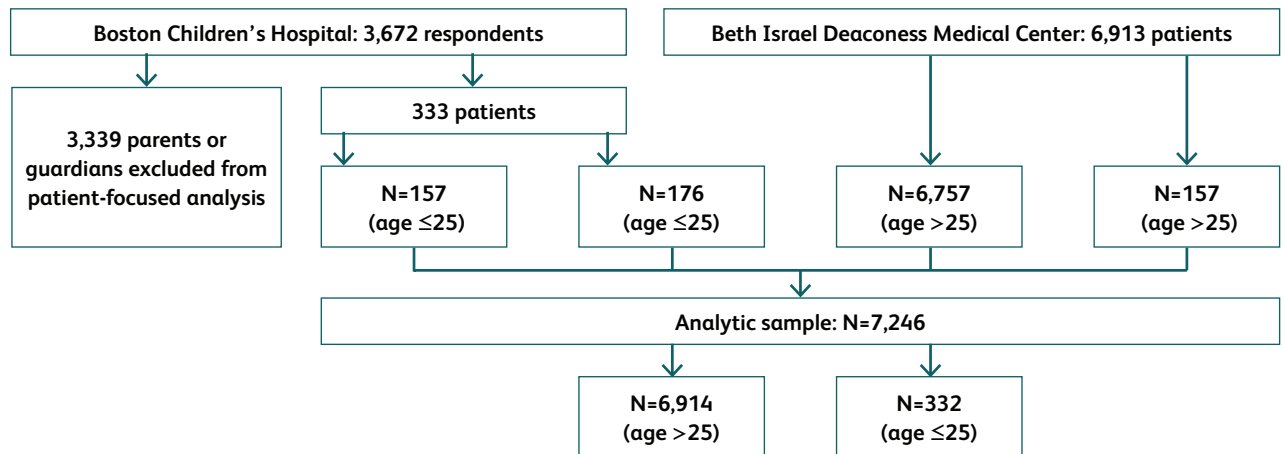 Boston Children’s Hospital: 3,672 respondents
Beth Israel Deaconess Medical Center: 6,913 patients
3,339 parents or
guardians excluded from
patient-focused analysis
333 patients
N=157
(age ≤25)
N=176
(age ≤25)
N=6,757
(age >25)
N=157
(age >25)
Analytic sample: N=7,246
N=6,914
(age >25)
N=332
(age ≤25)